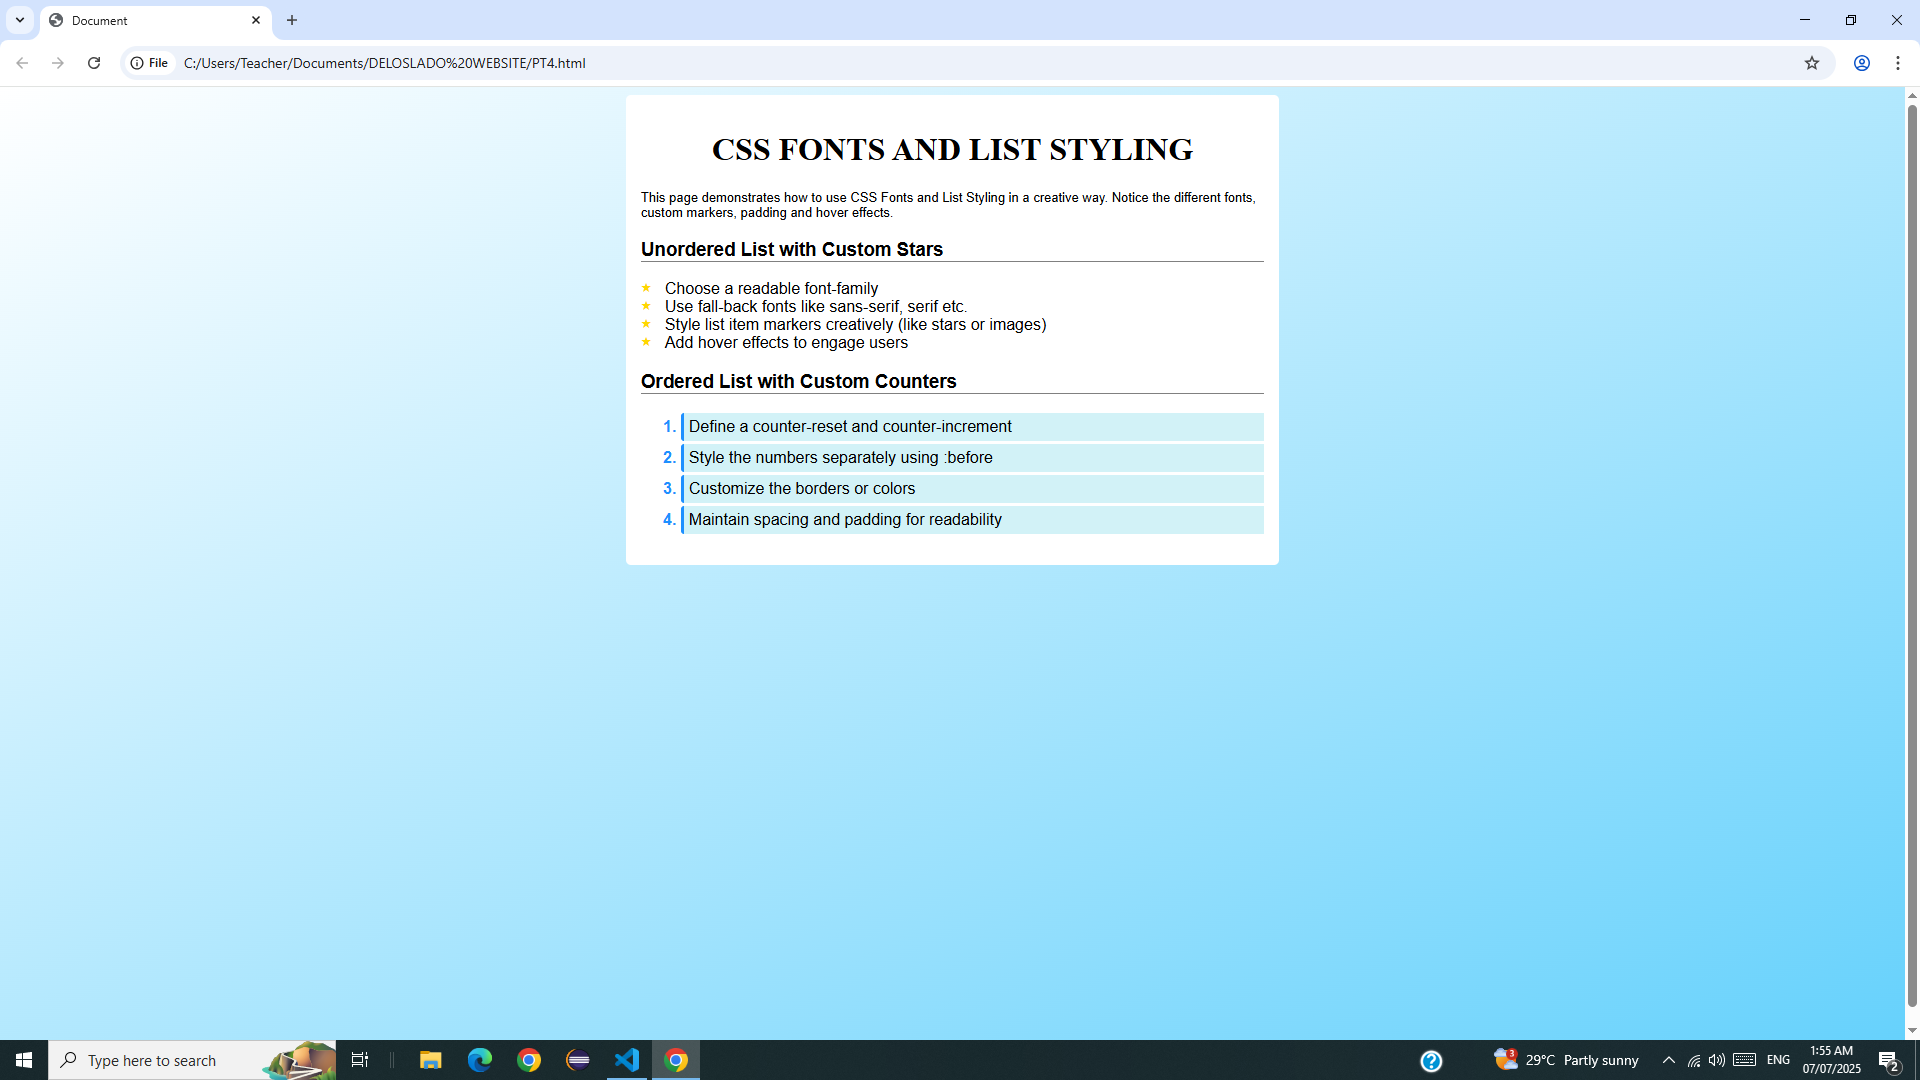 Document
File
C:/Users/Teacher/Documents/DELOSLADO%20WEBSITE/PT4.html
CSS FONTS AND LIST STYLING
This page demonstrates how to use CSS Fonts and List Styling in a creative way. Notice the different fonts,
custom markers, padding and hover effects.
Unordered List with Custom Stars
★ Choose a readable font-family
★ Use fall-back fonts like sans-serif, serif etc.
★ Style list item markers creatively (like stars or images)
★ Add hover effects to engage users
Ordered List with Custom Counters
1. Define a counter-reset and counter-increment
2. Style the numbers separately using :before
3. Customize the borders or colors
4. Maintain spacing and padding for readability
Type here to search
3
29°C Partly sunny
ENG
1:55 AM
07/07/2025
2